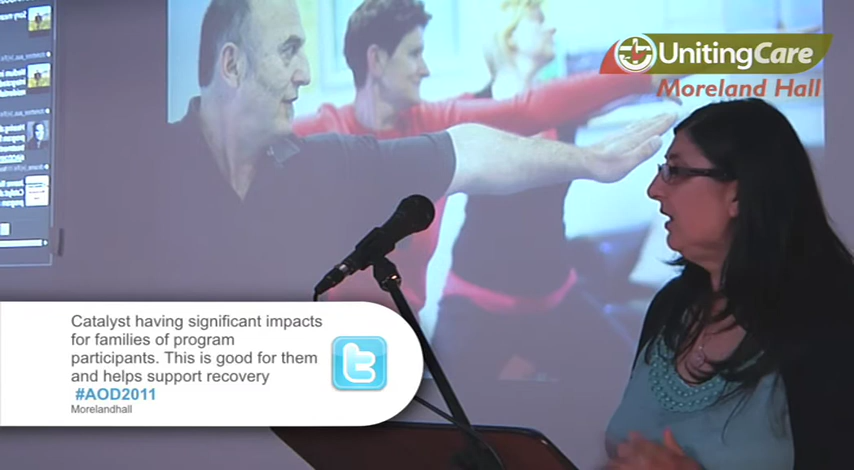 UnitingCare
Moreland Hall
Catalyst having significant impacts
for families of program
participants. This is good for them
and helps support recovery
#AOD2011
Morelandhall